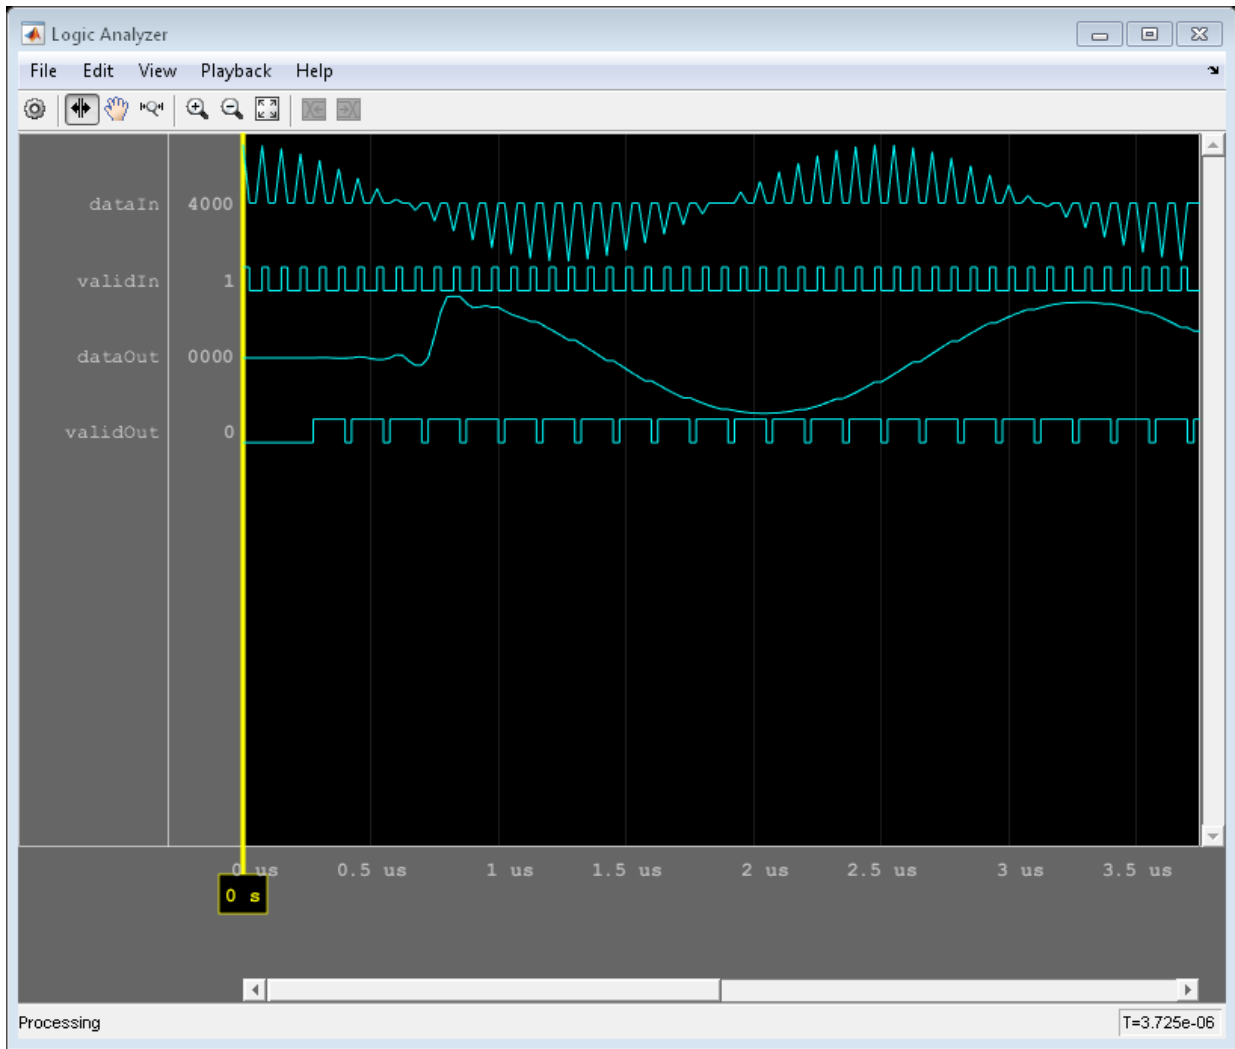 Logic Analyzer
File Edit View Playback Help
dataIn 4000
validIn 1
dataOut 0000
validOut 0
0 us 0.5 us 1 us 1.5 us 2 us 2.5 us 3 us 3.5 us
0 s
Processing T=3.725e-06